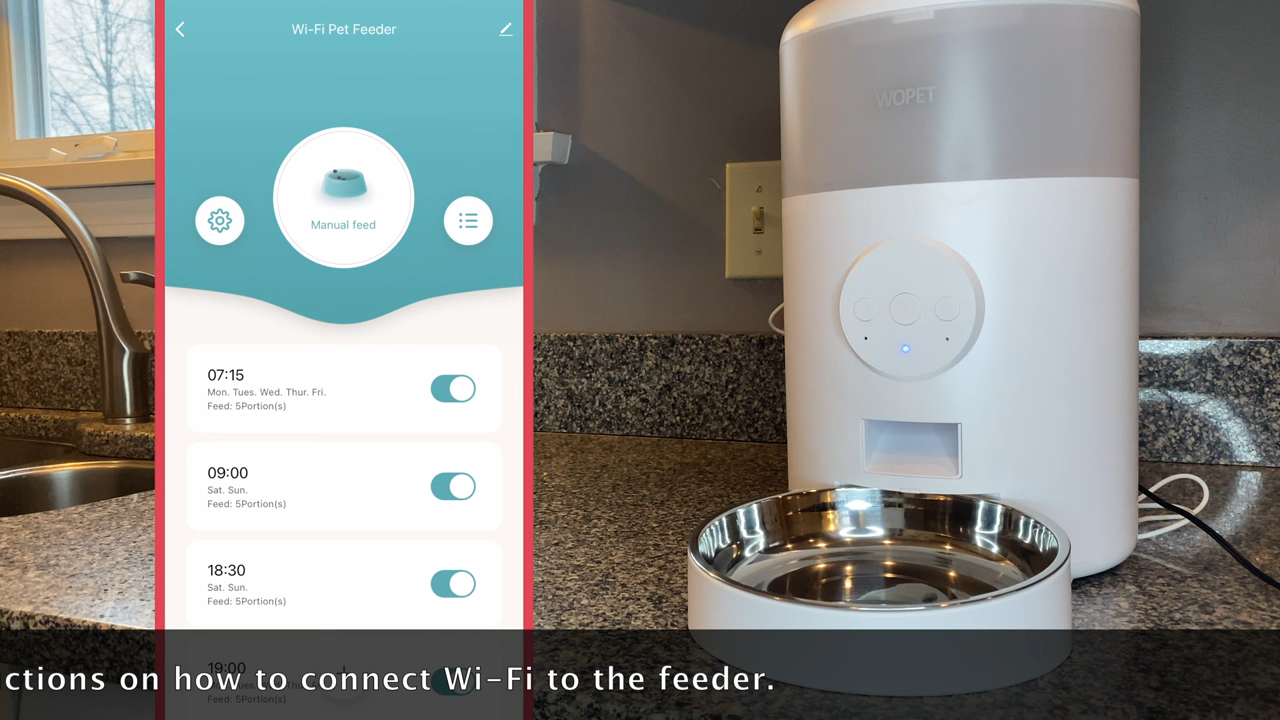 Wi-Fi Pet Feeder
WOPET
Manual feed
07:15
Mon. Tues. Wed. Thur. Fri.
Feed: 5Portion(s)
09:00
Sat. Sun.
Feed: 5Portion(s)
18:30
Sat. Sun.
Feed: 5Portion(s)
19:00
Feed: 5Portion(s)
ctions on how to connect Wi-Fi to the feeder.